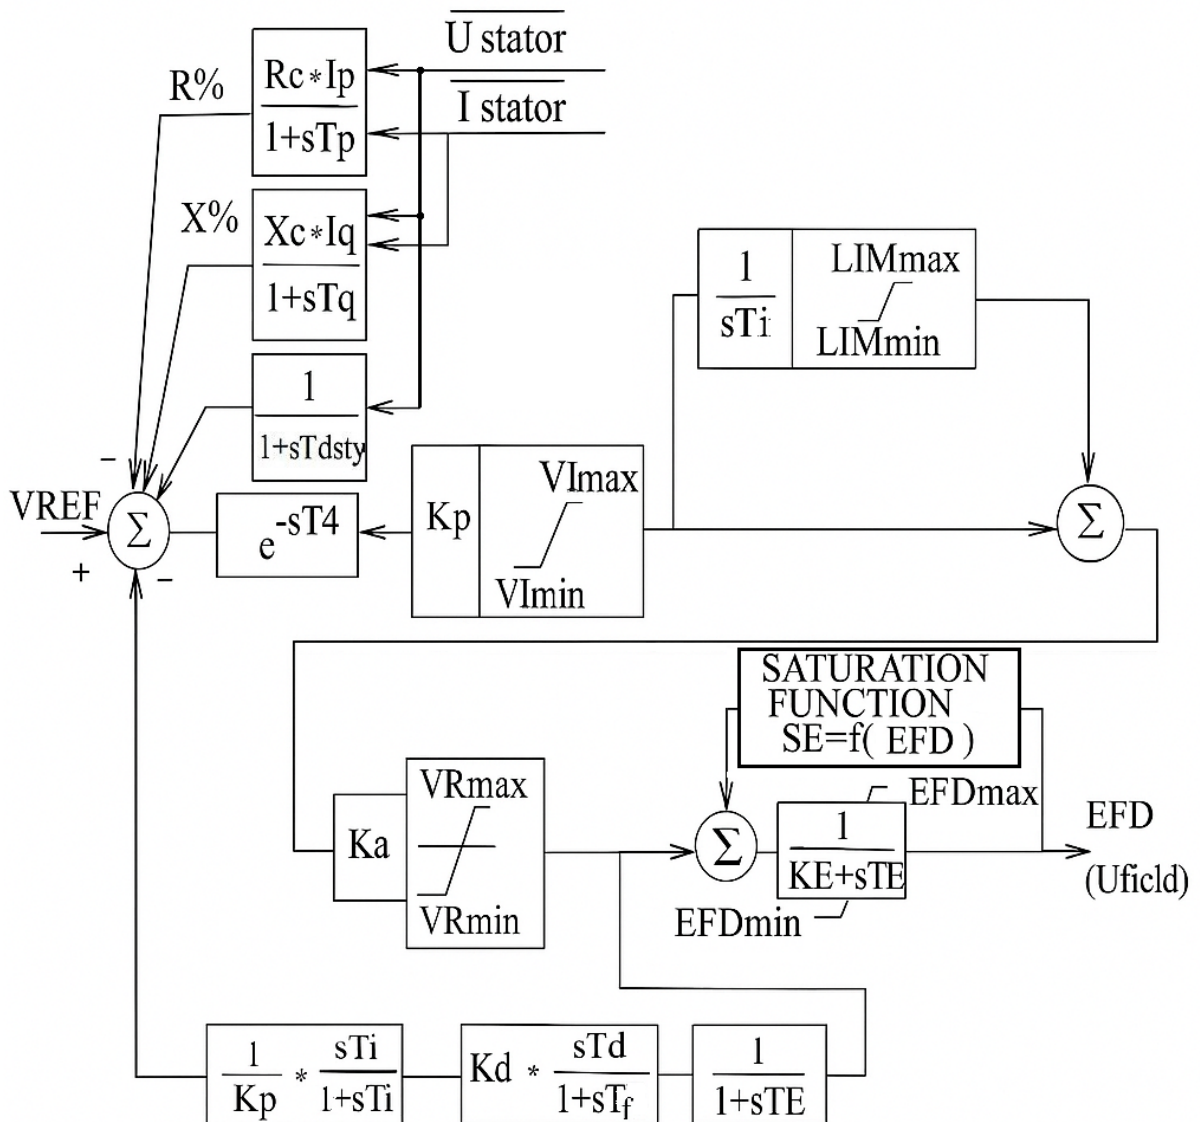 U stator
I stator
R%
Rc*Ip
1+sTp
X%
Xc*Iq
1+sTq
1
1+sTdsty
1
sTi
LIMmax
LIMmin
–
VREF
+
–
Σ
e-sT4
Kp
VImax
VImin
Σ
SATURATION
FUNCTION
SE=f( EFD )
Ka
VRmax
VRmin
Σ
1
KE+sTE
EFDmax
EFDmin
EFD
(Uficld)
1
Kp
*
sTi
1+sTi
Kd *
sTd
1+sTf
1
1+sTE